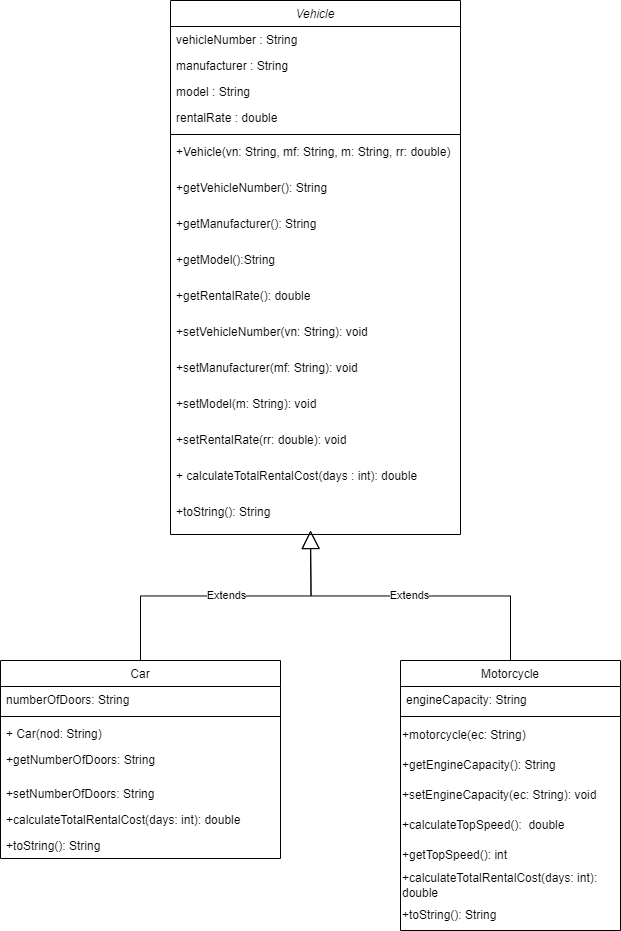 Vehicle
vehicleNumber : String
manufacturer : String
model : String
rentalRate : double
+Vehicle(vn: String, mf: String, m: String, rr: double)
+getVehicleNumber(): String
+getManufacturer(): String
+getModel():String
+getRentalRate(): double
+setVehicleNumber(vn: String): void
+setManufacturer(mf: String): void
+setModel(m: String): void
+setRentalRate(rr: double): void
+ calculateTotalRentalCost(days : int): double
+toString(): String
Extends
Extends
Car
numberOfDoors: String
+ Car(nod: String)
+getNumberOfDoors: String
+setNumberOfDoors: String
+calculateTotalRentalCost(days: int): double
+toString(): String
Motorcycle
engineCapacity: String
+motorcycle(ec: String)
+getEngineCapacity(): String
+setEngineCapacity(ec: String): void
+calculateTopSpeed():  double
+getTopSpeed(): int
+calculateTotalRentalCost(days: int):
double
+toString(): String